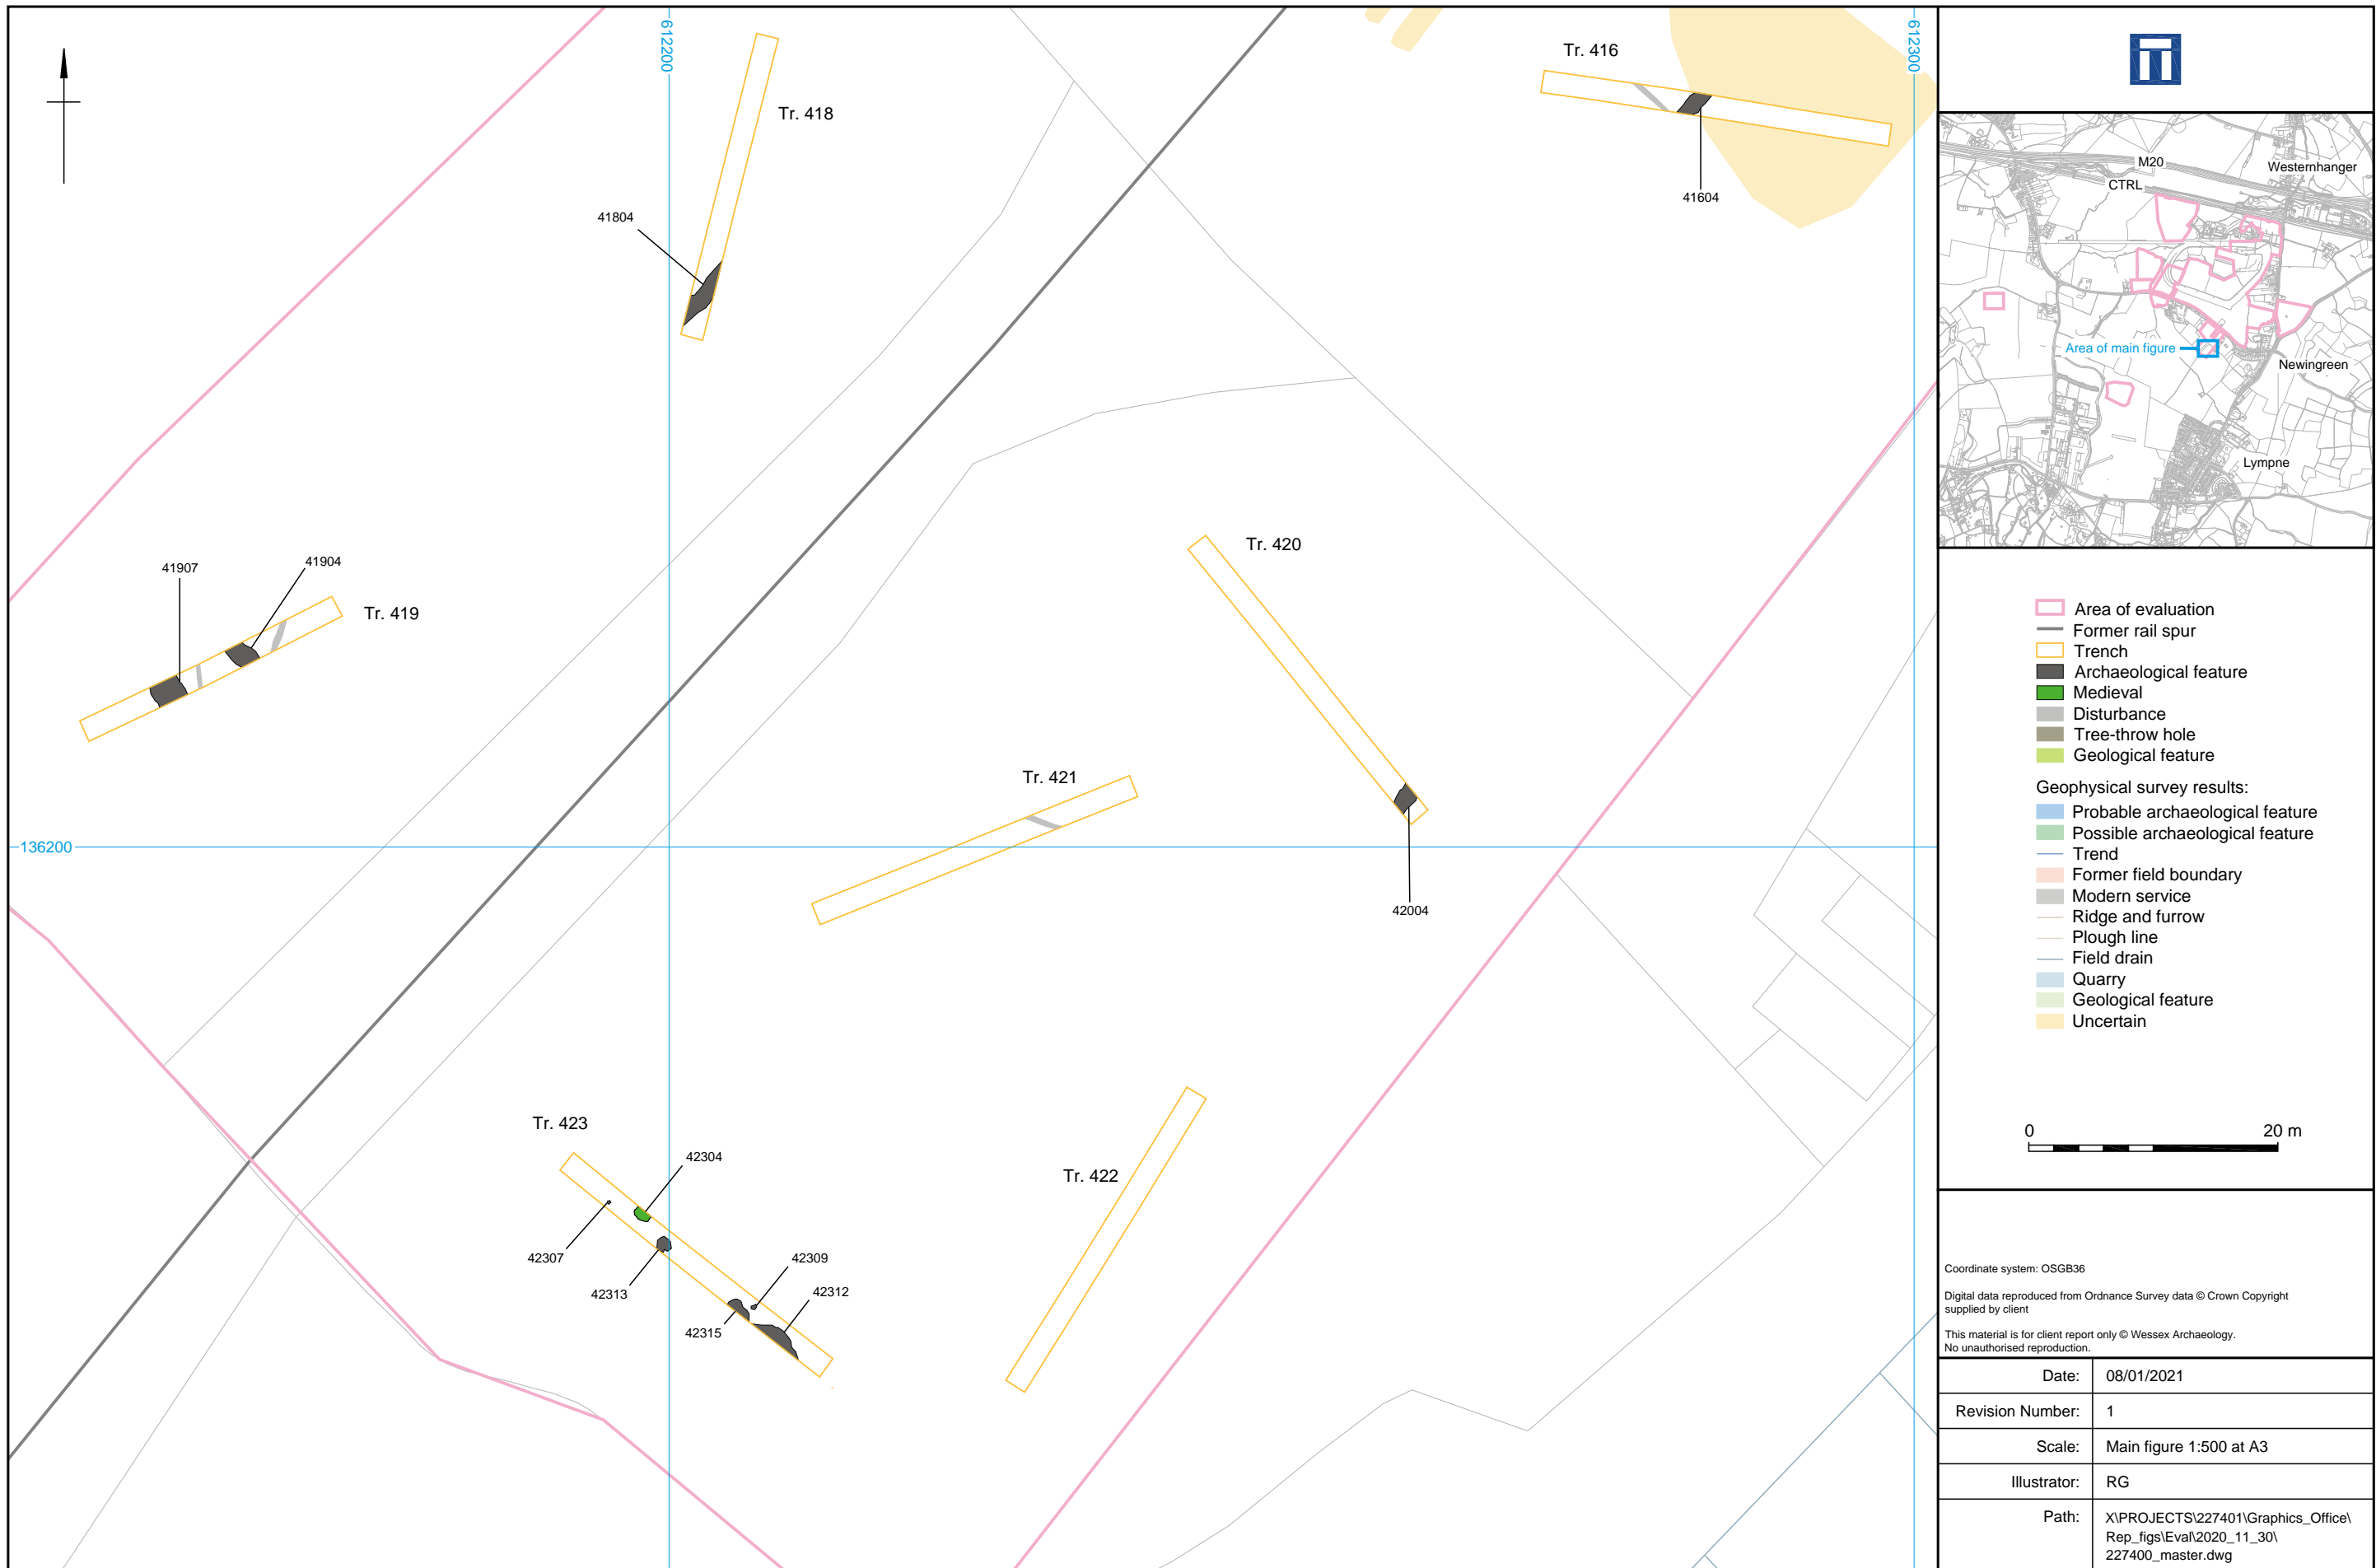 612200
612300
Tr. 416
Tr. 418
41604
41804
Tr. 420
41907
41904
Tr. 419
Tr. 421
136200
42004
Tr. 423
42304
Tr. 422
42307
42309
42313
42312
42315
M20
Westernhanger
CTRL
Area of main figure
Newingreen
Lympne
Area of evaluation
Former rail spur
Trench
Archaeological feature
Medieval
Disturbance
Tree-throw hole
Geological feature
Geophysical survey results:
Probable archaeological feature
Possible archaeological feature
Trend
Former field boundary
Modern service
Ridge and furrow
Plough line
Field drain
Quarry
Geological feature
Uncertain
0 20 m
Coordinate system: OSGB36
Digital data reproduced from Ordnance Survey data © Crown Copyright
supplied by client
This material is for client report only © Wessex Archaeology.
No unauthorised reproduction.
Date: 08/01/2021
Revision Number: 1
Scale: Main figure 1:500 at A3
Illustrator: RG
Path: X\PROJECTS\227401\Graphics_Office\
Rep_figs\Eval\2020_11_30\
227400_master.dwg